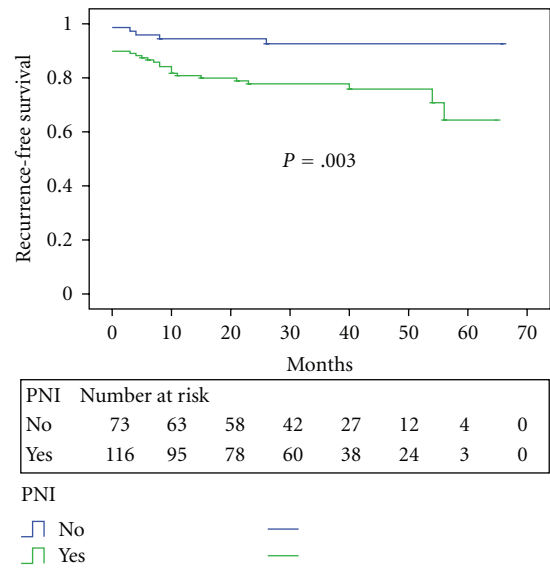 Recurrence-free survival
1
0.8
0.6
0.4
0.2
0
P = .003
0 10 20 30 40 50 60 70
Months
PNI Number at risk
No 73 63 58 42 27 12 4 0
Yes 116 95 78 60 38 24 3 0
PNI
No
Yes